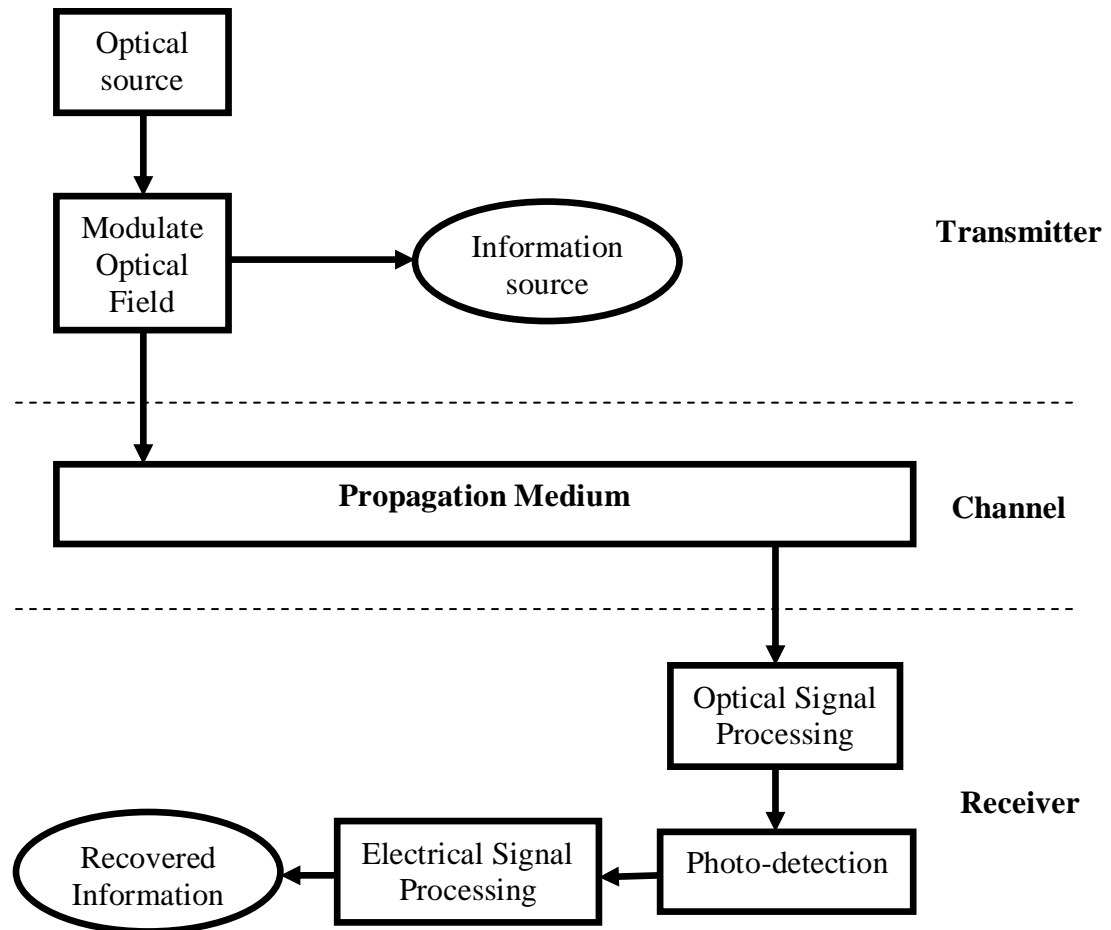 Optical
source
Modulate
Optical
Field
Information
source
Transmitter
Propagation Medium
Channel
Optical Signal
Processing
Receiver
Photo-detection
Electrical Signal
Processing
Recovered
Information